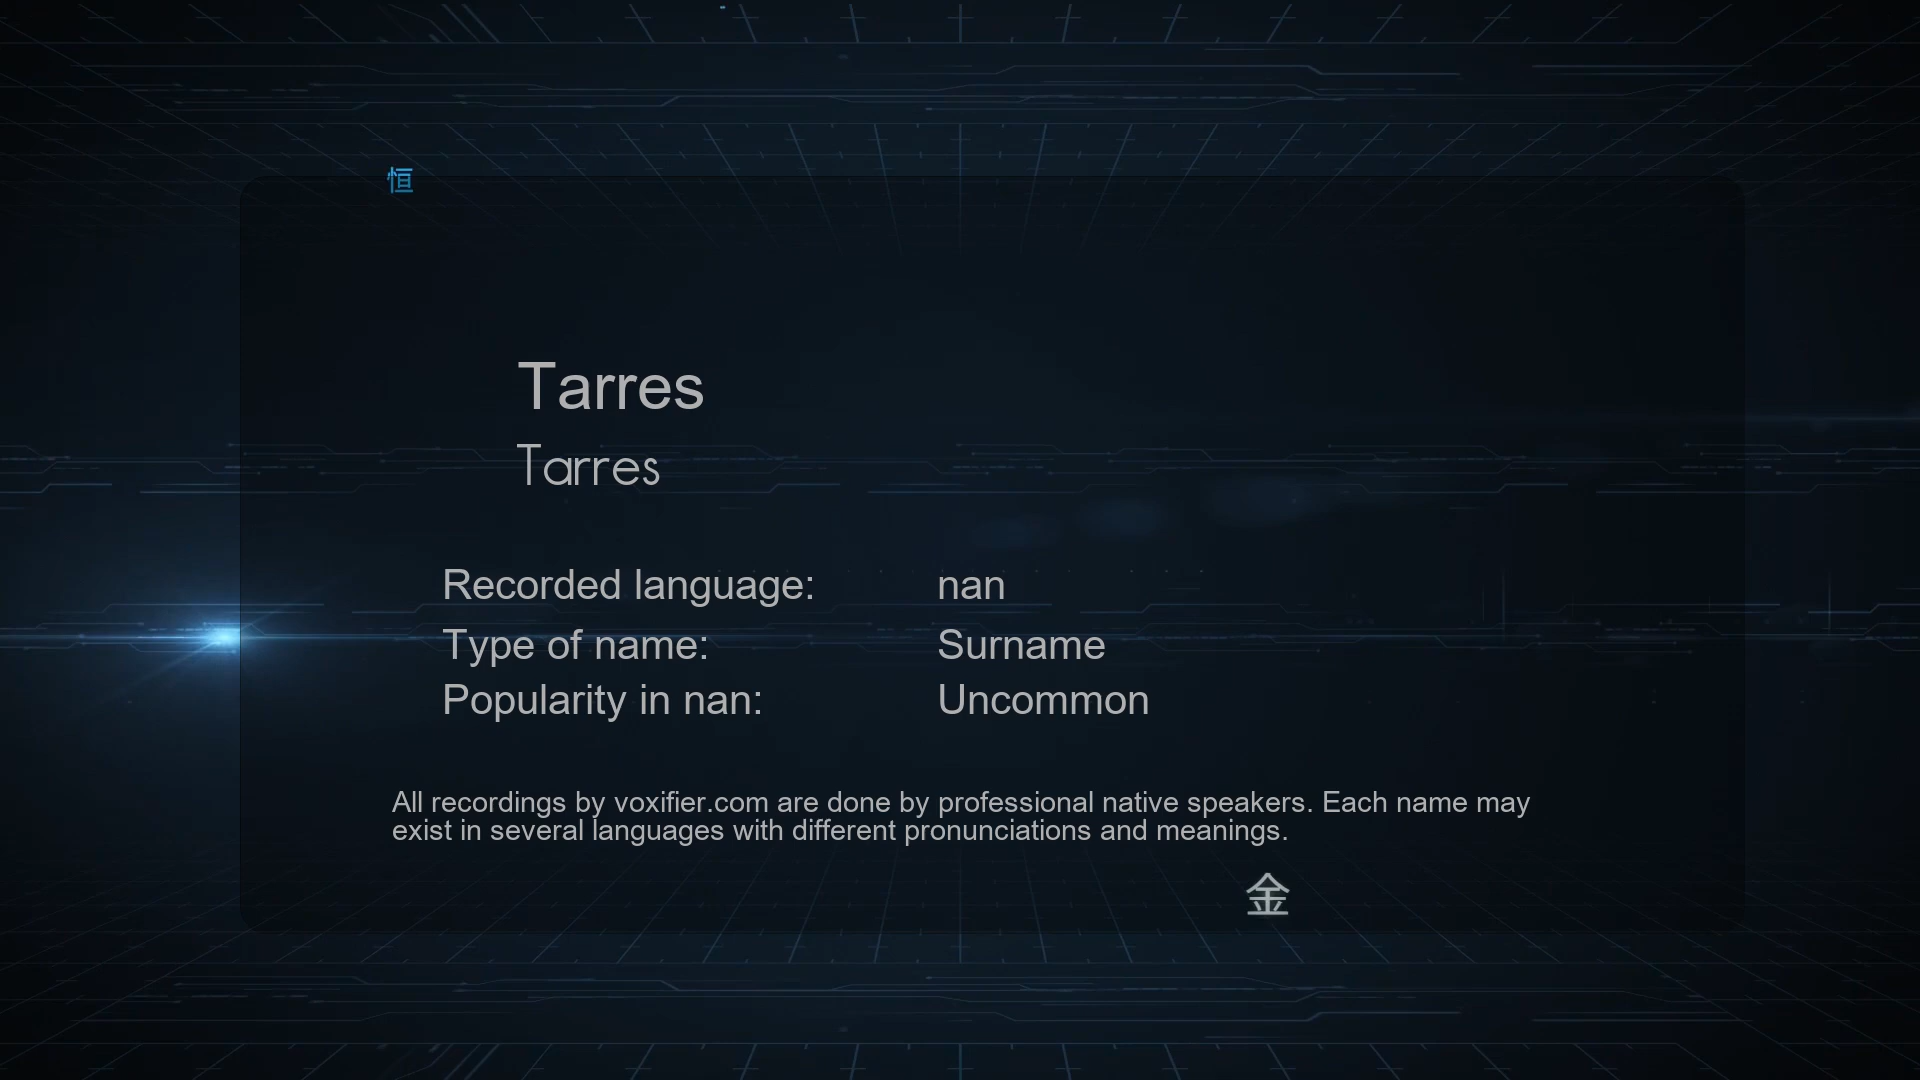 恒
Tarres
Tarres
Recorded language: nan
Type of name: Surname
Popularity in nan: Uncommon
All recordings by voxifier.com are done by professional native speakers. Each name may
exist in several languages with different pronunciations and meanings.
金